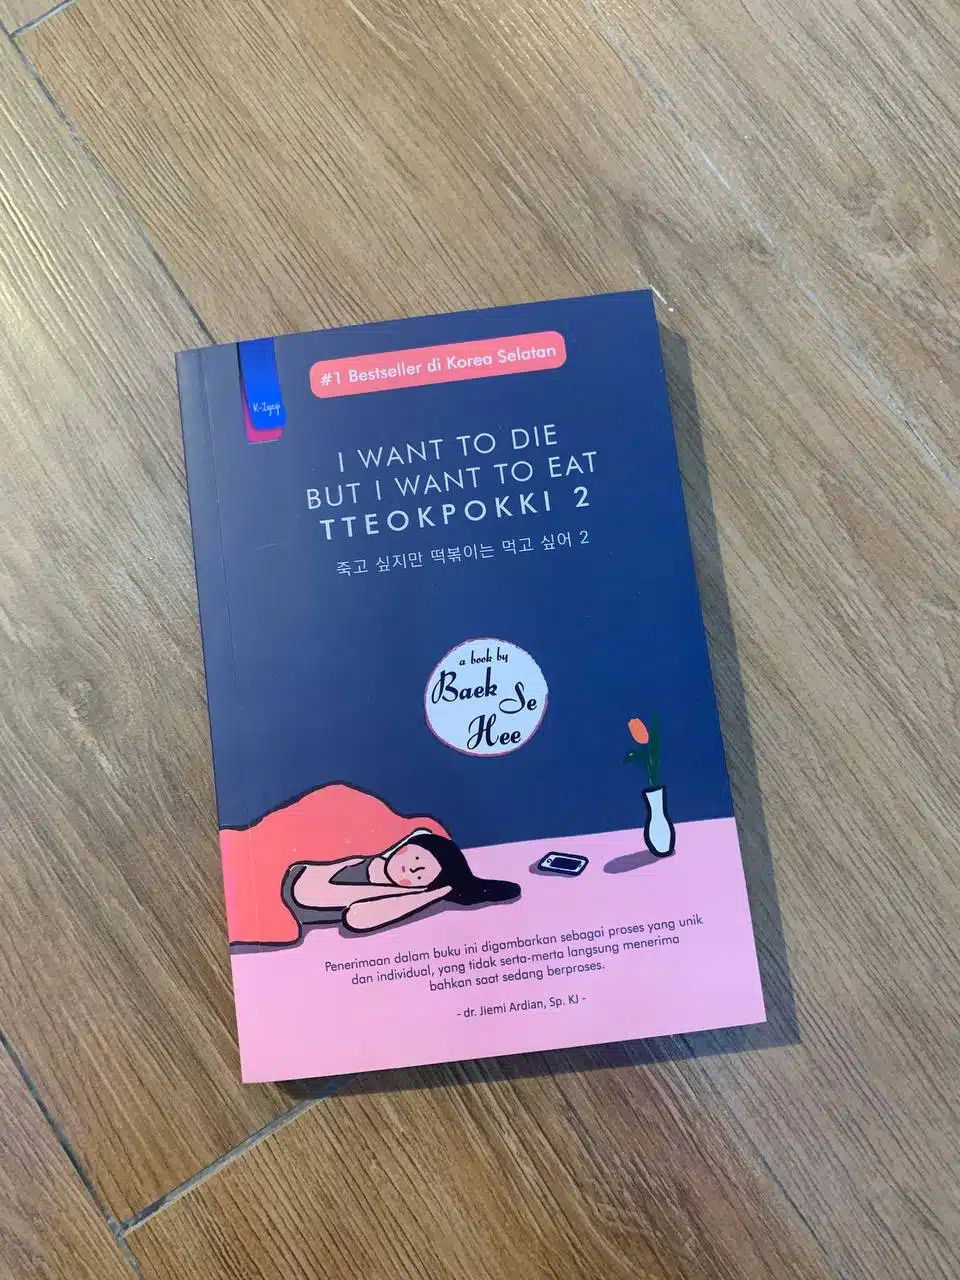 #1 Bestseller di Korea Selatan
K-Iyagi
I WANT TO DIE
BUT I WANT TO EAT
TTEOKPOKKI 2
죽고 싶지만 떡볶이는 먹고 싶어 2
a book by
Baek Se
Hee
Penerimaan dalam buku ini digambarkan sebagai proses yang unik
dan individual, yang tidak serta-merta langsung menerima
bahkan saat sedang berproses.
- dr. Jiemi Ardian, Sp. KJ -